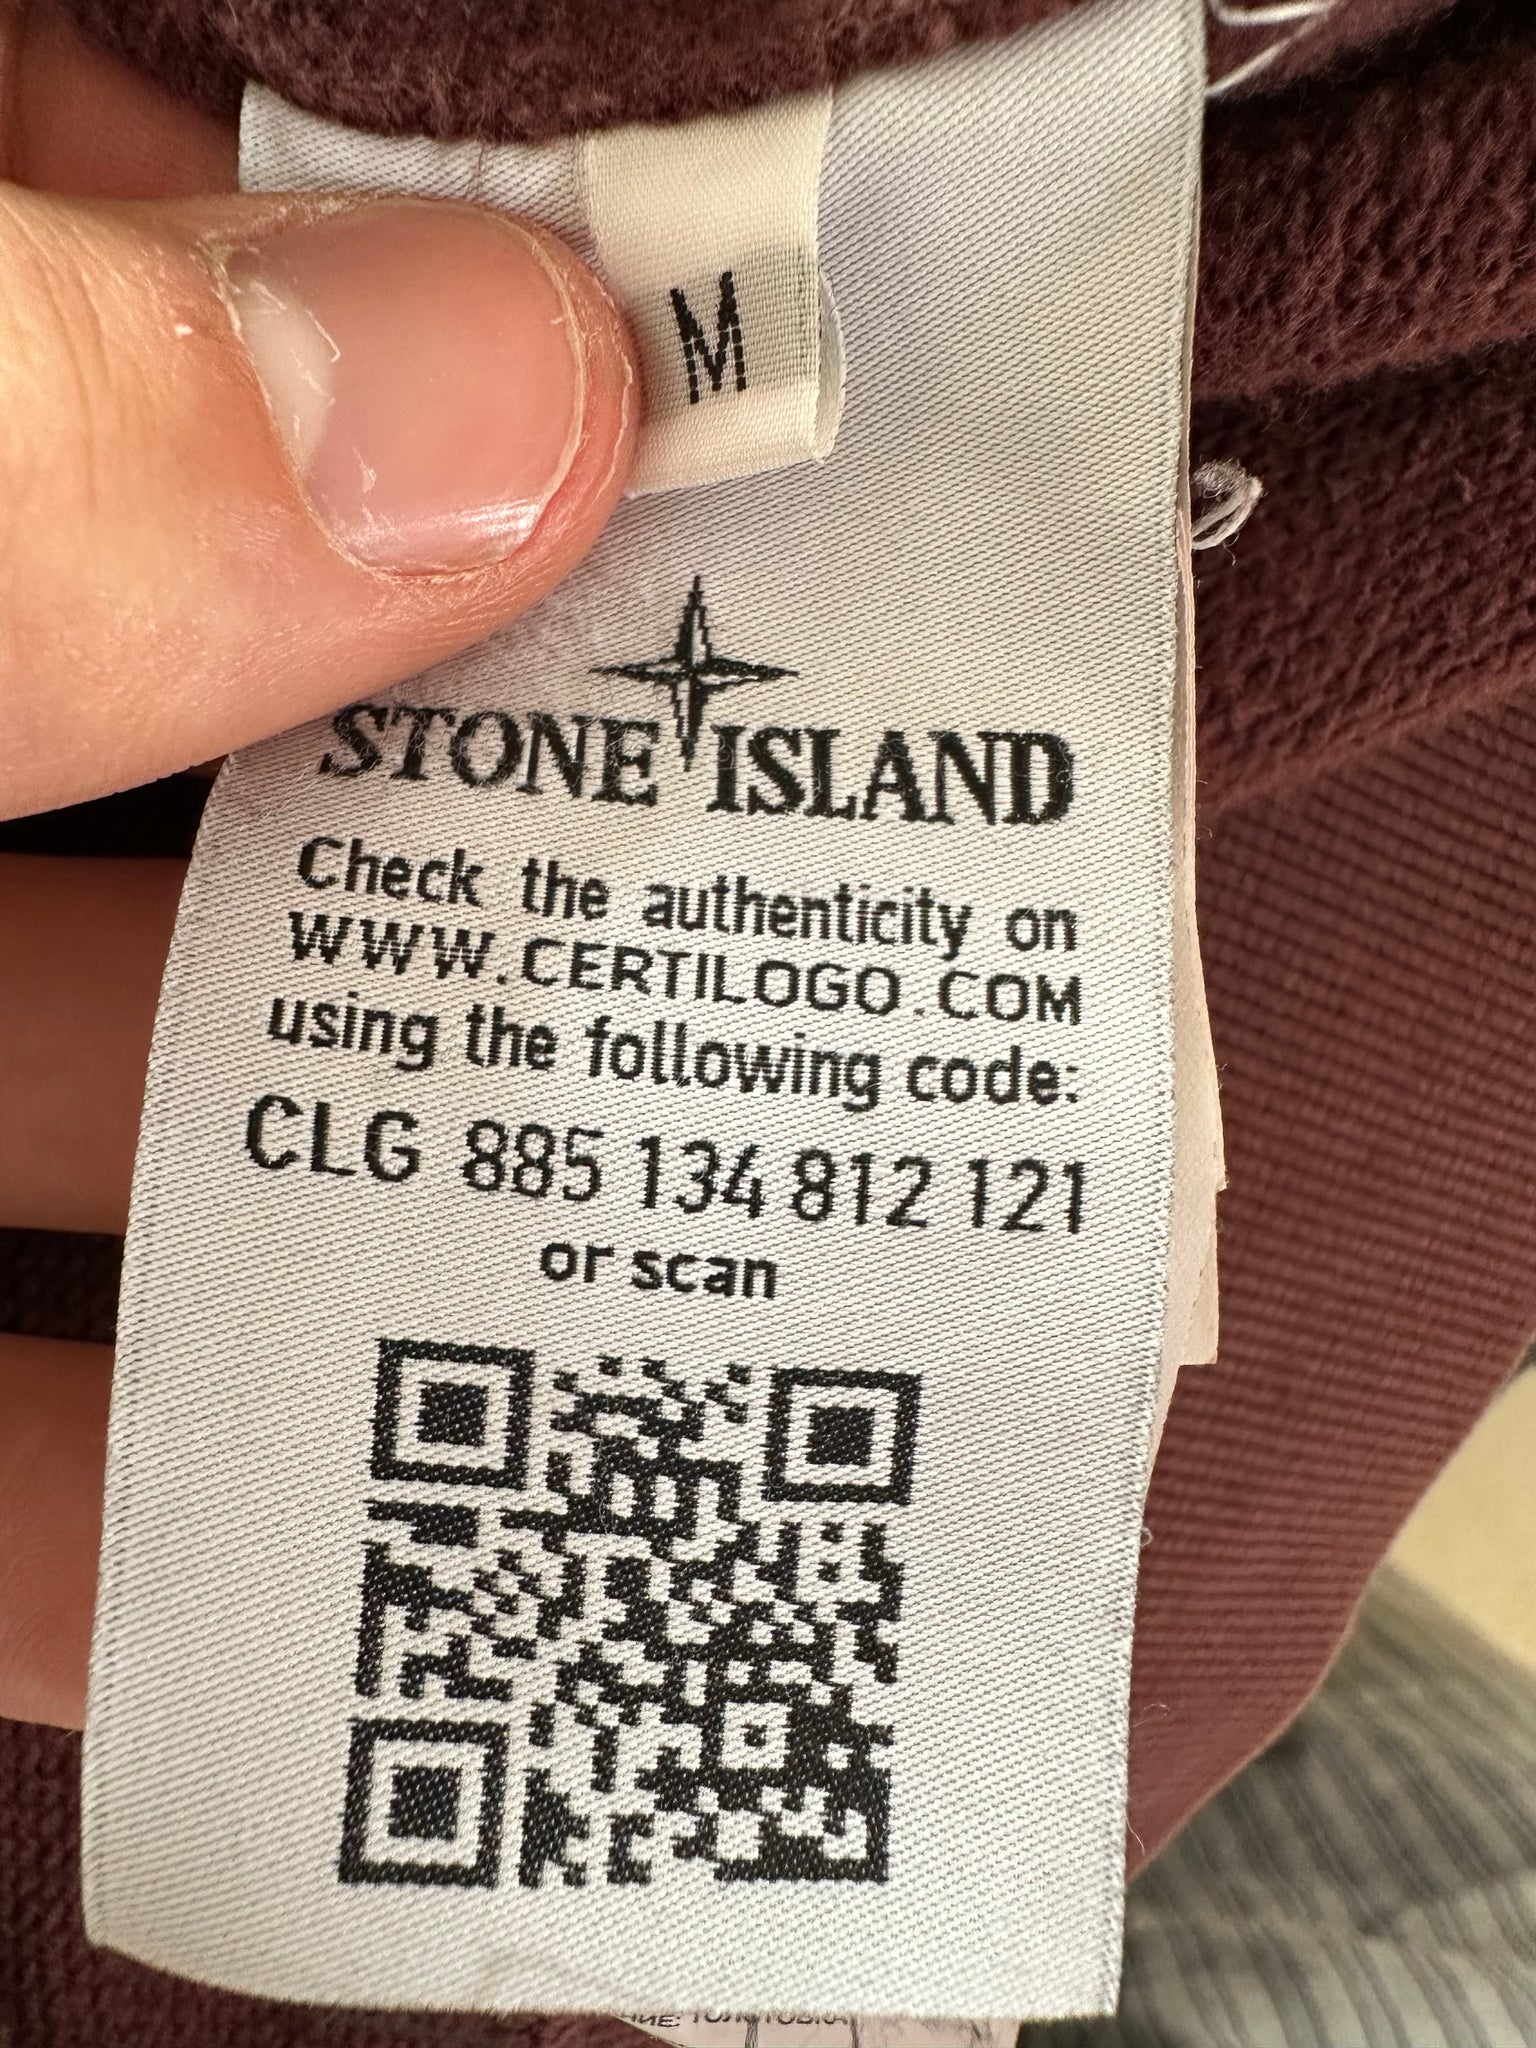 M
STONE ISLAND
Check the authenticity on
WWW.CERTILOGO.COM
using the following code:
CLG 885 134 812 121
or scan